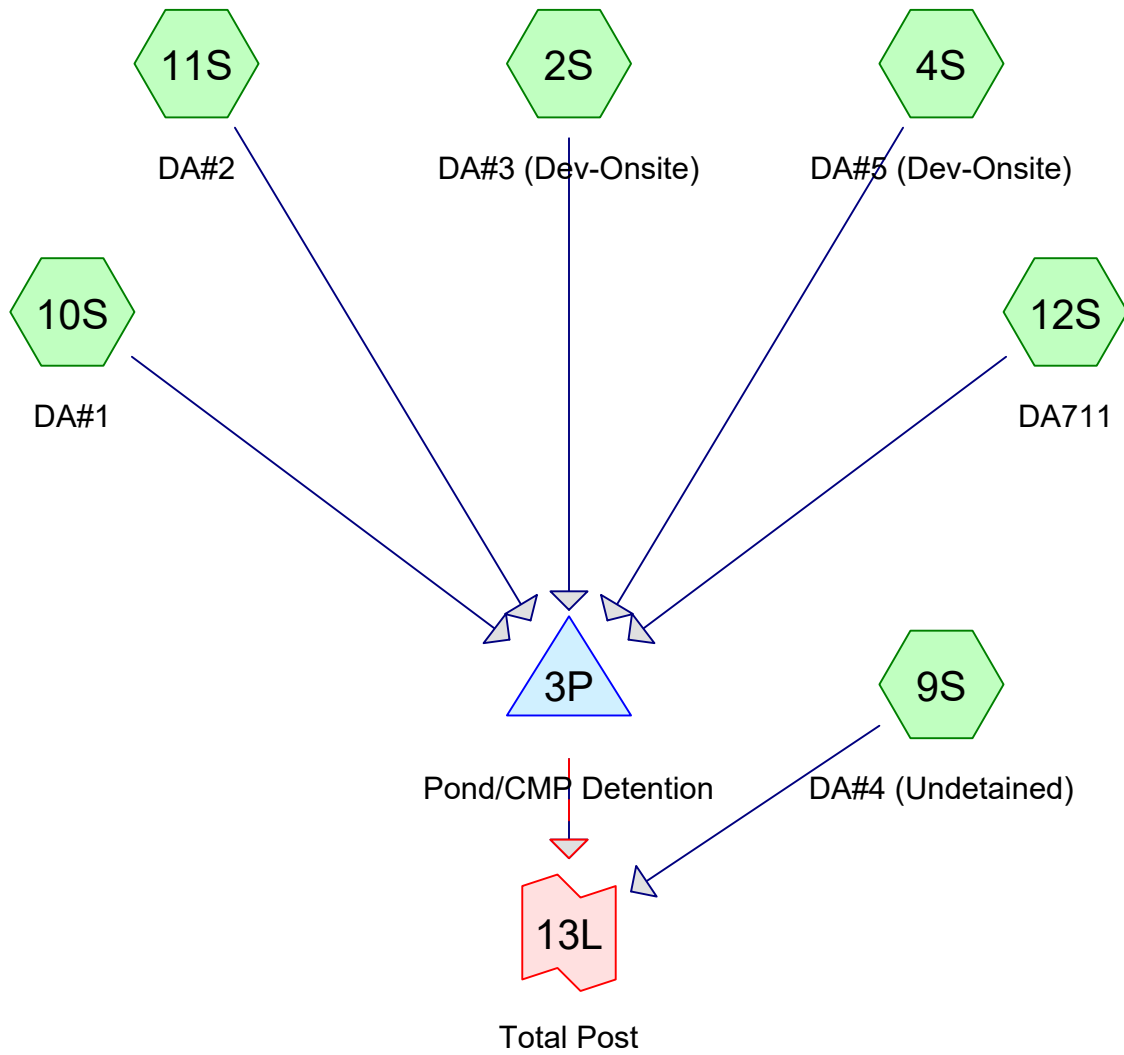 11S
2S
4S
DA#2
DA#3 (Dev-Onsite)
DA#5 (Dev-Onsite)
10S
12S
DA#1
DA711
3P
9S
Pond/CMP Detention
DA#4 (Undetained)
13L
Total Post